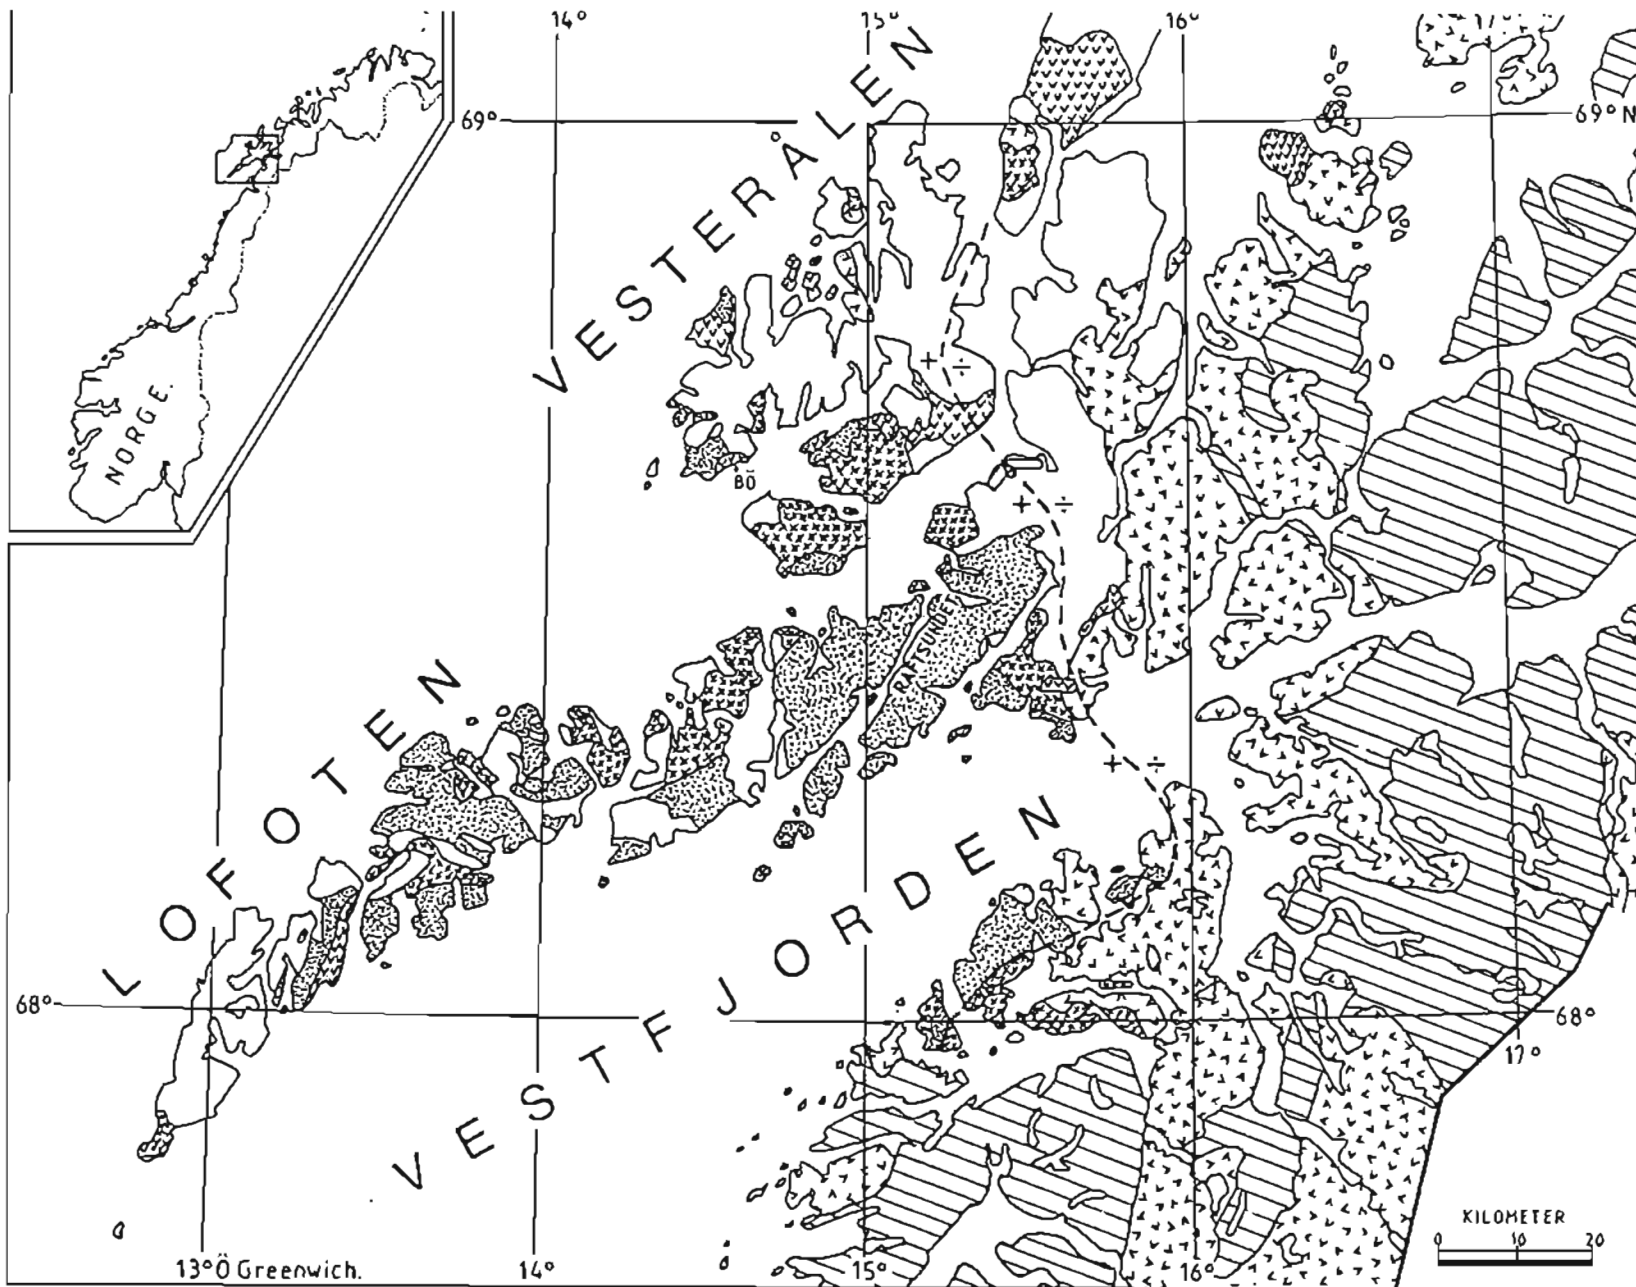 14°
15°
16°
17°
69°
69° N
VESTERÅLEN
NORGE.
+ ÷
BÖ
+ ÷
RAFTSUNDET
LOFOTEN
+ ÷
VESTFJORDEN
68°
68°
17°
KILOMETER
0 10 20
13°Ö Greenwich.
14°
15°
16°